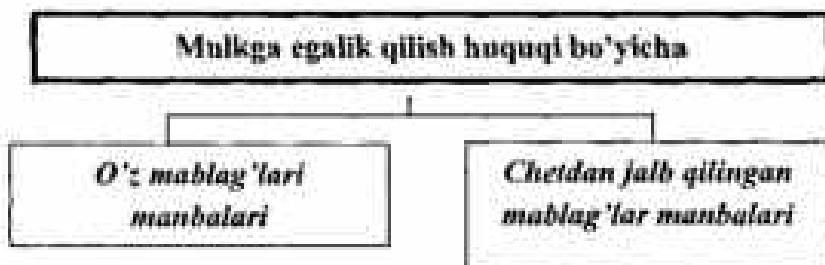 Mulkga egalik qilish huquqi bo'yicha
O'z mablag'lari
manbalari
Chetdan jalb qilingan
mablag'lar manbalari